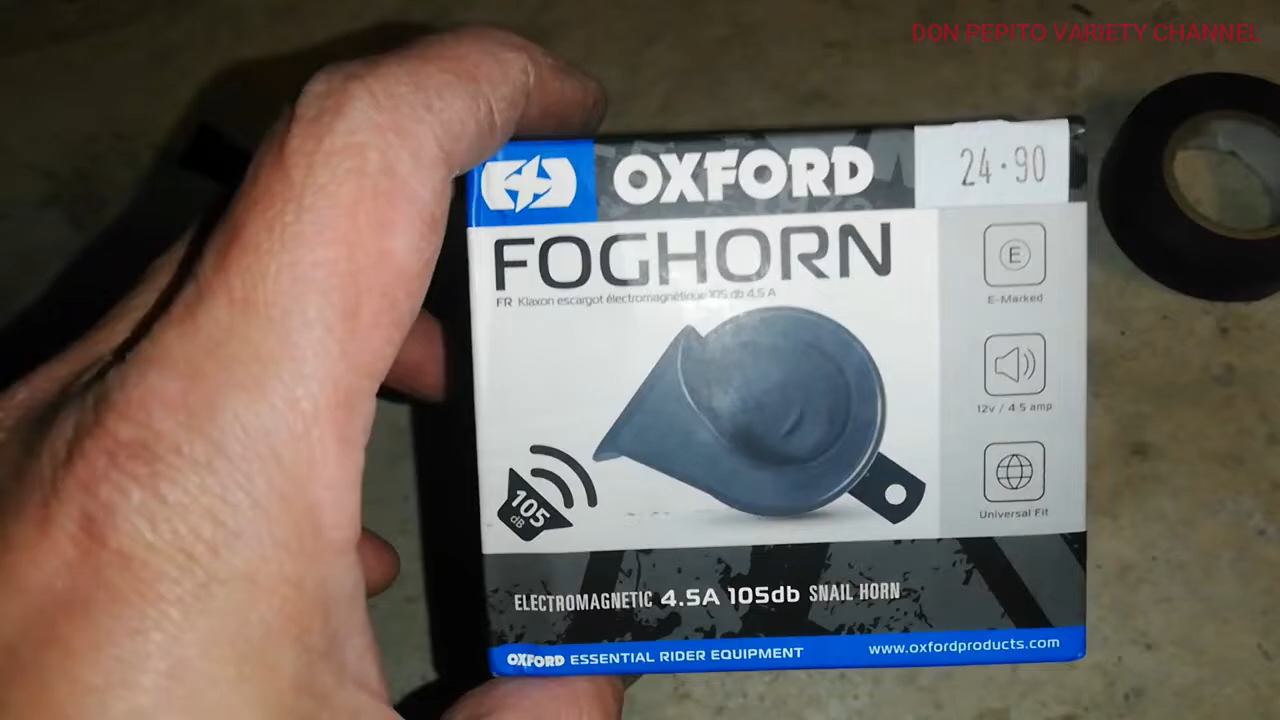 DON PEPITO VARIETY CHANNEL
OXFORD
24·90
FOGHORN
FR Klaxon escargot électromagnétique 105 db 4.5 A
E
E-Marked
12v / 4.5 amp
Universal Fit
105
dB
ELECTROMAGNETIC 4.5A 105db SNAIL HORN
OXFORD ESSENTIAL RIDER EQUIPMENT
www.oxfordproducts.com